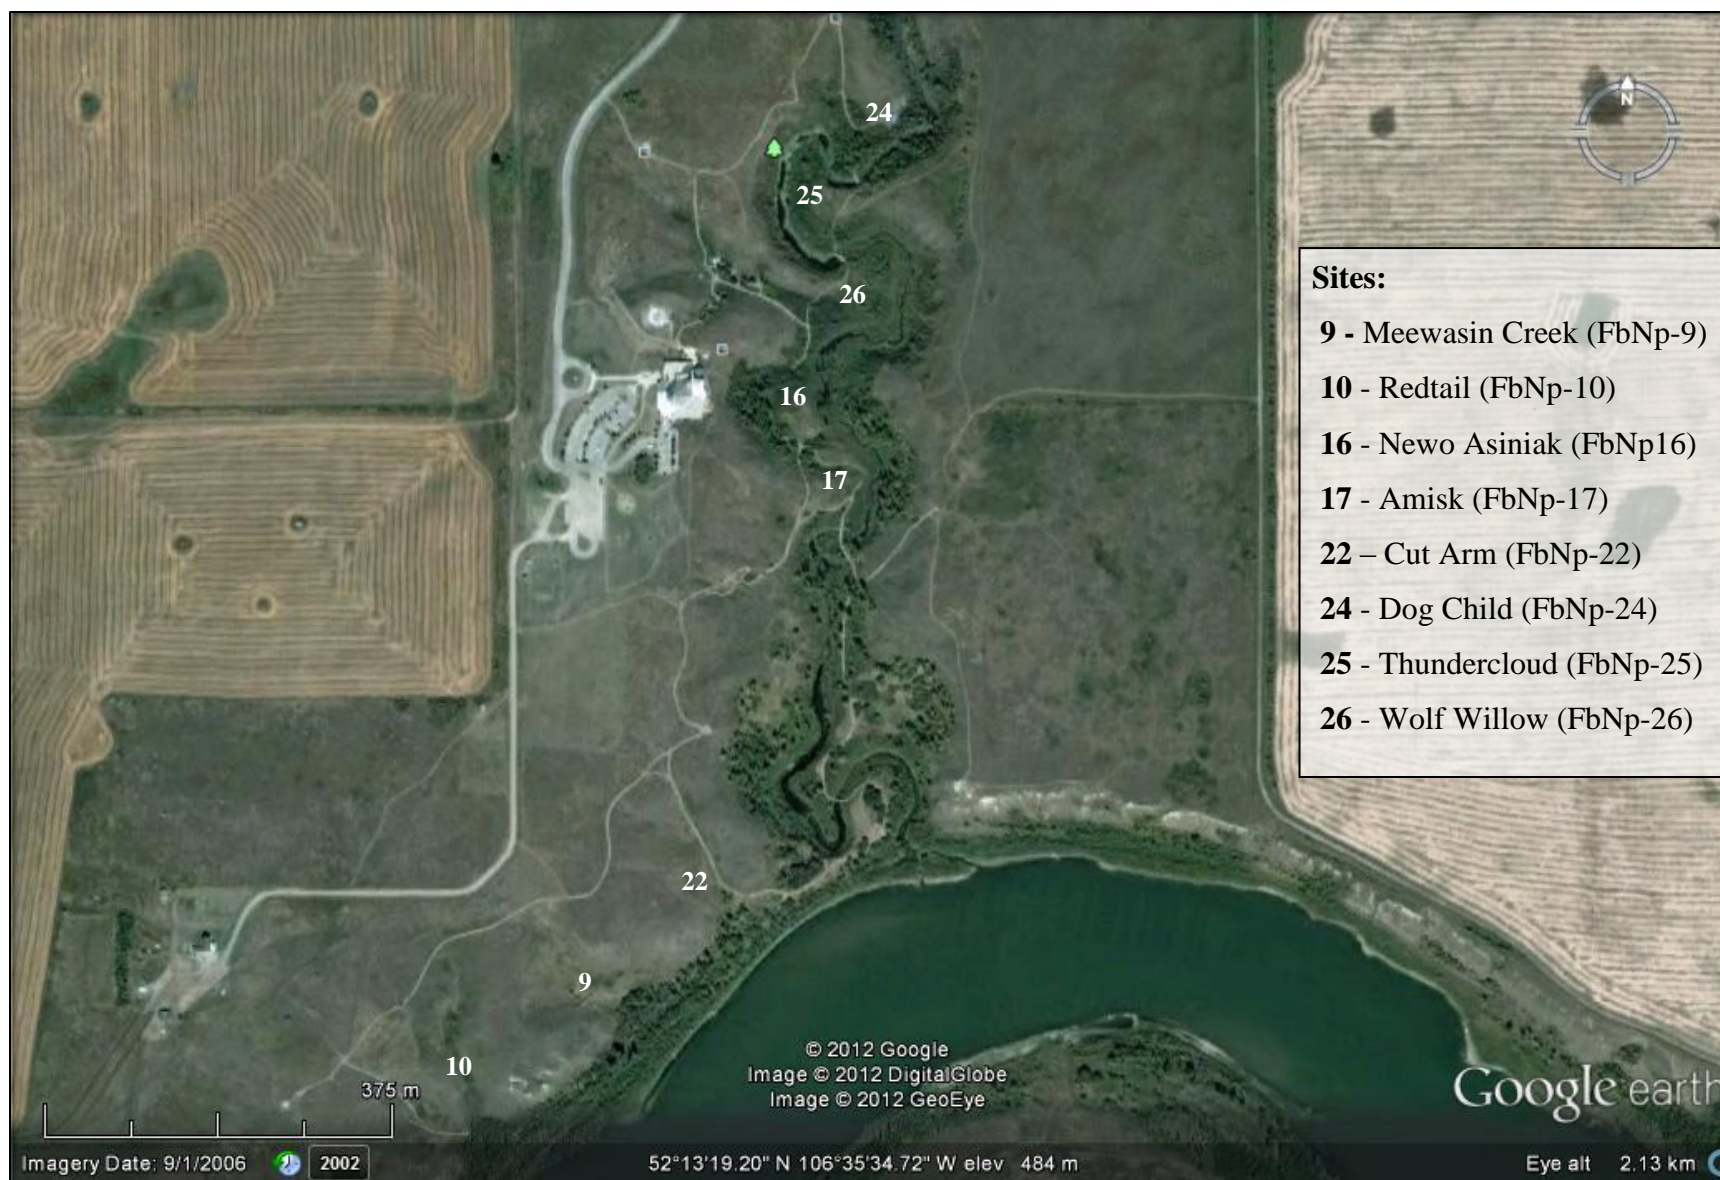 24
25
26
16
17
22
9
10
N
Sites:
9 - Meewasin Creek (FbNp-9)
10 - Redtail (FbNp-10)
16 - Newo Asiniak (FbNp16)
17 - Amisk (FbNp-17)
22 – Cut Arm (FbNp-22)
24 - Dog Child (FbNp-24)
25 - Thundercloud (FbNp-25)
26 - Wolf Willow (FbNp-26)
375 m
© 2012 Google
Image © 2012 DigitalGlobe
Image © 2012 GeoEye
Google earth
Imagery Date: 9/1/2006 2002 52°13'19.20" N 106°35'34.72" W elev 484 m Eye alt 2.13 km